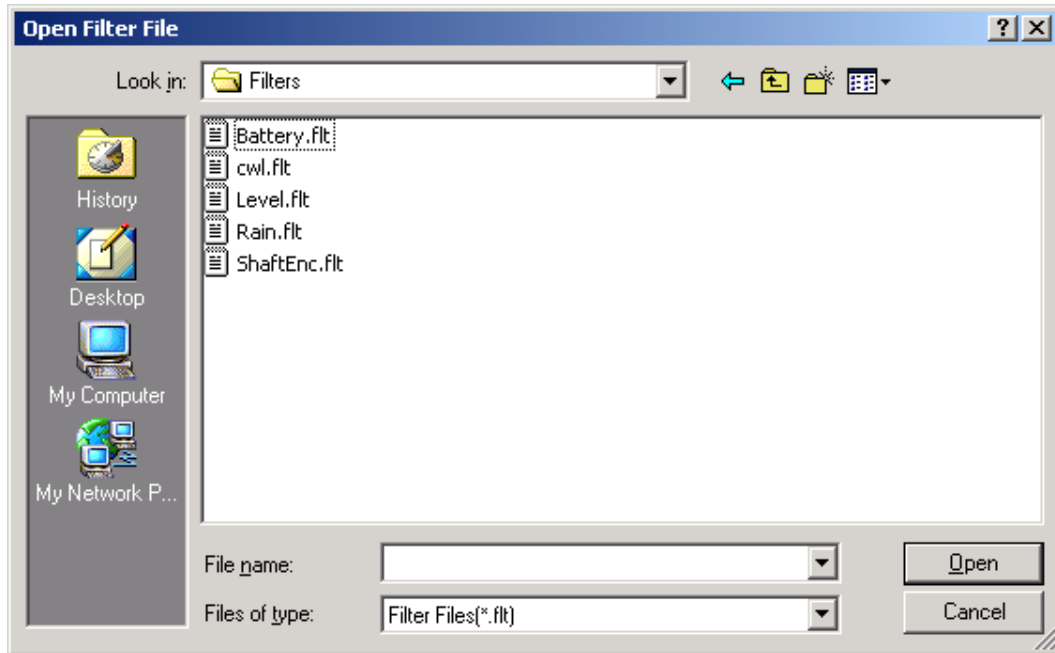 Open Filter File
Look in: Filters
History
Desktop
My Computer
My Network P...
Battery.flt
cwl.flt
Level.flt
Rain.flt
ShaftEnc.flt
File name:
Open
Files of type: Filter Files(*.flt)
Cancel